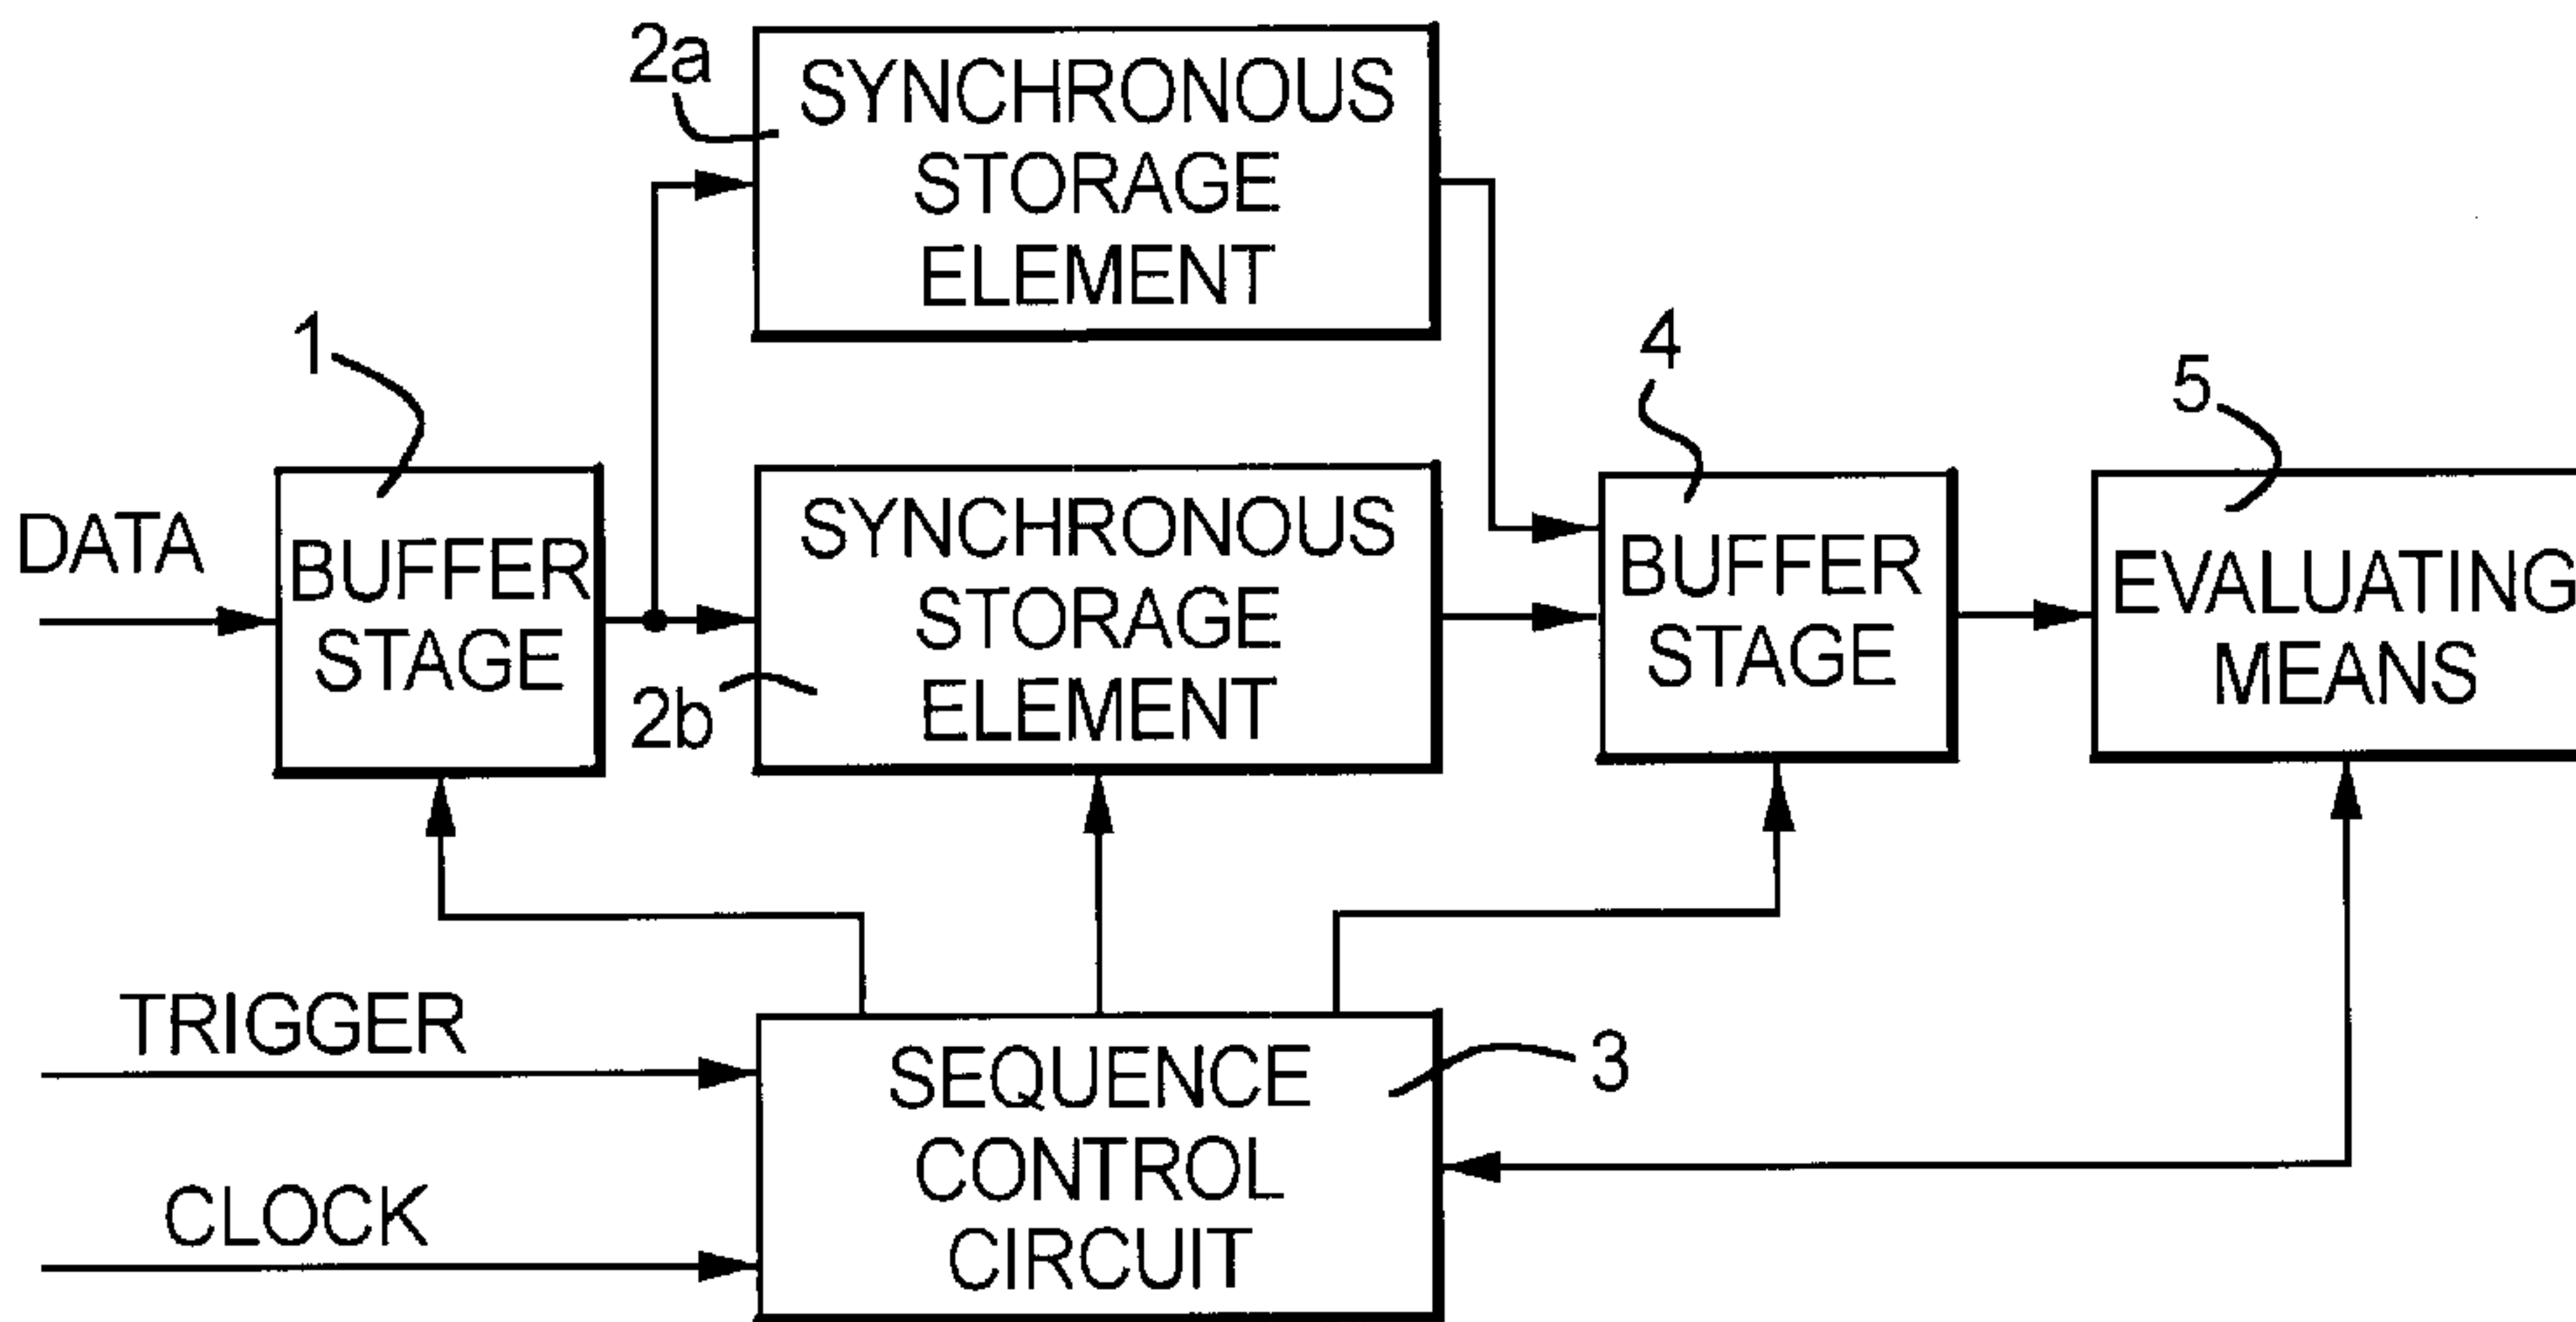 2a
SYNCHRONOUS
STORAGE
ELEMENT
1
4
5
DATA
BUFFER
STAGE
SYNCHRONOUS
STORAGE
ELEMENT
2b
BUFFER
STAGE
EVALUATING
MEANS
TRIGGER
CLOCK
SEQUENCE
CONTROL
CIRCUIT
3